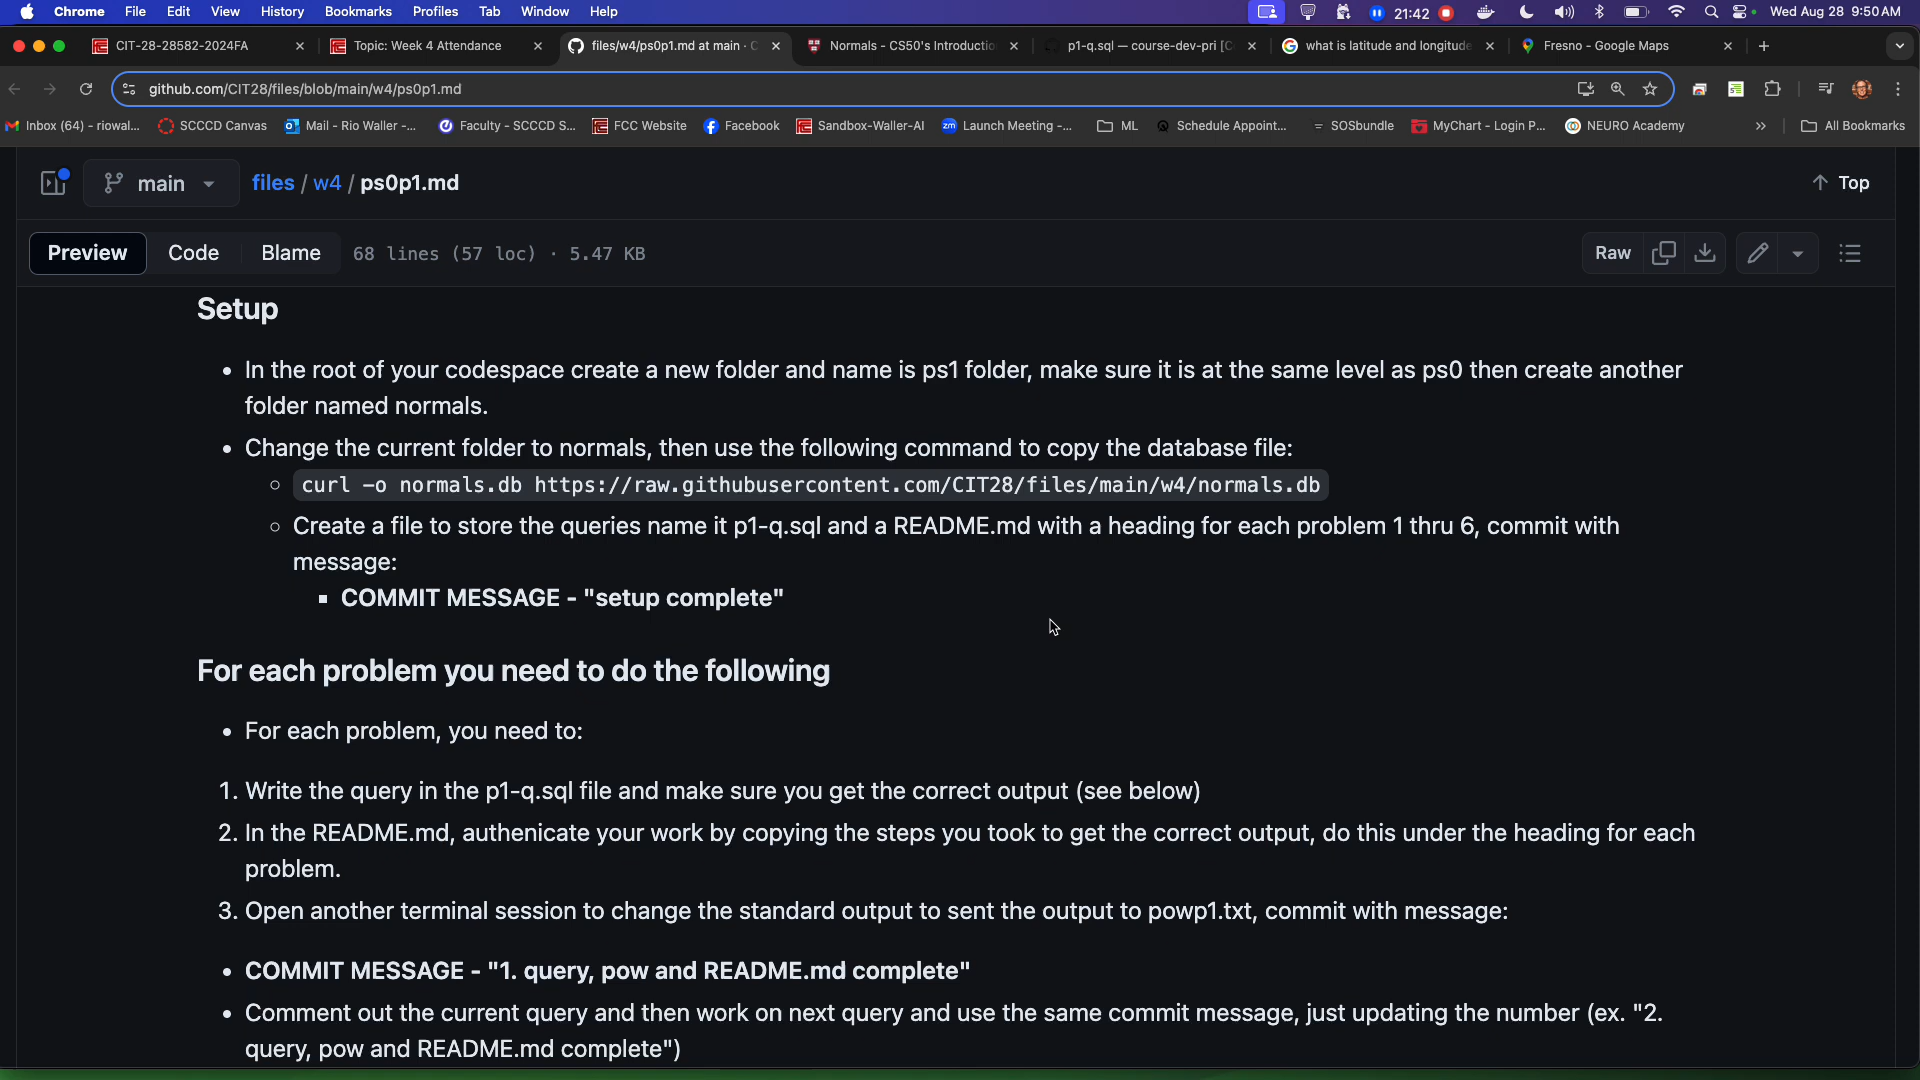 Chrome File Edit View History Bookmarks Profiles Tab Window Help 21:42 Wed Aug 28 9:50 AM
CIT-28-28582-2024FA Topic: Week 4 Attendance files/w4/ps0p1.md at main · C Normals - CS50's Introductio p1-q.sql — course-dev-pri [C what is latitude and longitude Fresno - Google Maps
github.com/CIT28/files/blob/main/w4/ps0p1.md
Inbox (64) - riowal... SCCCD Canvas Mail - Rio Waller -... Faculty - SCCCD S... FCC Website Facebook Sandbox-Waller-AI Launch Meeting -... ML Schedule Appoint... SOSbundle MyChart - Login P... NEURO Academy All Bookmarks
main files / w4 / ps0p1.md Top
Preview Code Blame 68 lines (57 loc) · 5.47 KB Raw
Setup
• In the root of your codespace create a new folder and name is ps1 folder, make sure it is at the same level as ps0 then create another
folder named normals.
• Change the current folder to normals, then use the following command to copy the database file:
curl -o normals.db https://raw.githubusercontent.com/CIT28/files/main/w4/normals.db
Create a file to store the queries name it p1-q.sql and a README.md with a heading for each problem 1 thru 6, commit with
message:
COMMIT MESSAGE - "setup complete"
For each problem you need to do the following
• For each problem, you need to:
1. Write the query in the p1-q.sql file and make sure you get the correct output (see below)
2. In the README.md, authenicate your work by copying the steps you took to get the correct output, do this under the heading for each
problem.
3. Open another terminal session to change the standard output to sent the output to powp1.txt, commit with message:
• COMMIT MESSAGE - "1. query, pow and README.md complete"
• Comment out the current query and then work on next query and use the same commit message, just updating the number (ex. "2.
query, pow and README.md complete")